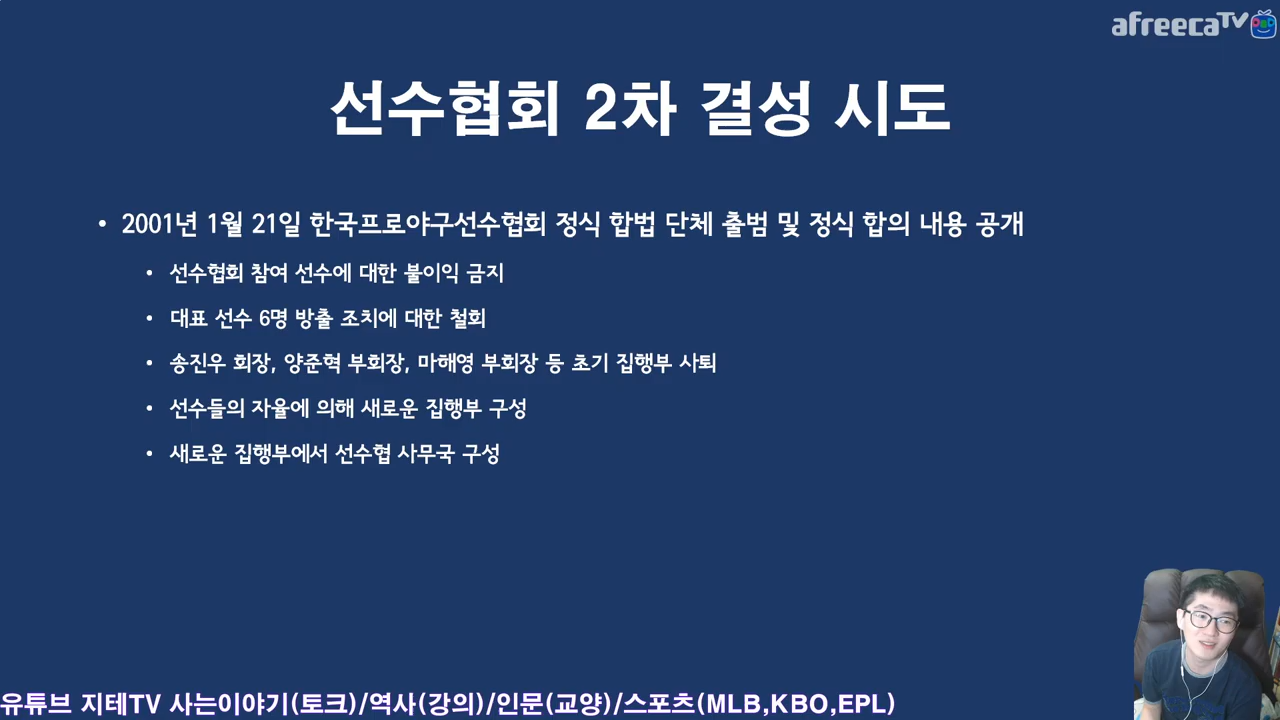 afreecaTV
선수협회 2차 결성 시도
• 2001년 1월 21일 한국프로야구선수협회 정식 합법 단체 출범 및 정식 합의 내용 공개
• 선수협회 참여 선수에 대한 불이익 금지
• 대표 선수 6명 방출 조치에 대한 철회
• 송진우 회장, 양준혁 부회장, 마해영 부회장 등 초기 집행부 사퇴
• 선수들의 자율에 의해 새로운 집행부 구성
• 새로운 집행부에서 선수협 사무국 구성
유튜브 지테TV 사는이야기(토크)/역사(강의)/인문(교양)/스포츠(MLB,KBO,EPL)